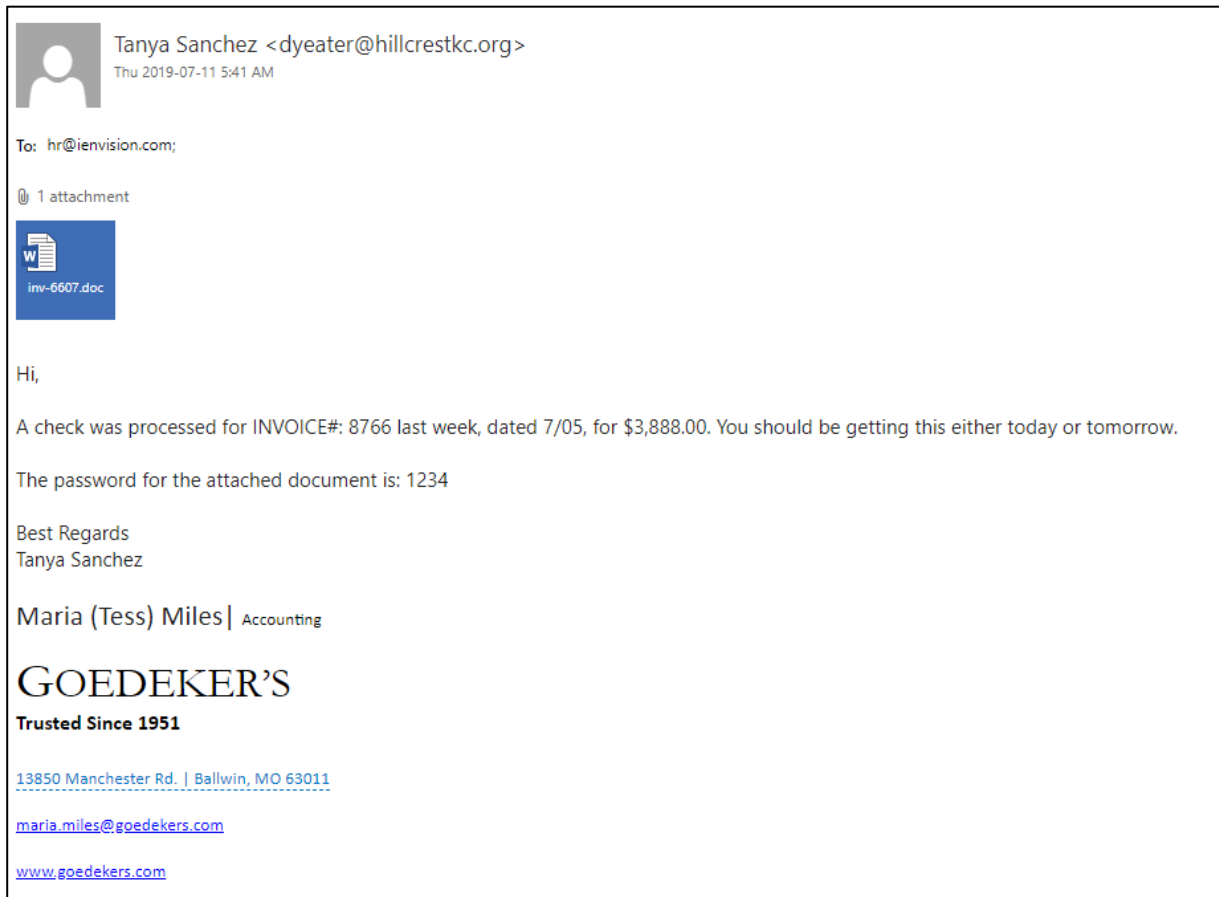 Tanya Sanchez <dyeater@hillcrestkc.org>
Thu 2019-07-11 5:41 AM
To: hr@ienvision.com;
1 attachment
W
inv-6607.doc
Hi,
A check was processed for INVOICE#: 8766 last week, dated 7/05, for $3,888.00. You should be getting this either today or tomorrow.
The password for the attached document is: 1234
Best Regards
Tanya Sanchez
Maria (Tess) Miles| Accounting
GOEDEKER'S
Trusted Since 1951
13850 Manchester Rd. | Ballwin, MO 63011
maria.miles@goedekers.com
www.goedekers.com